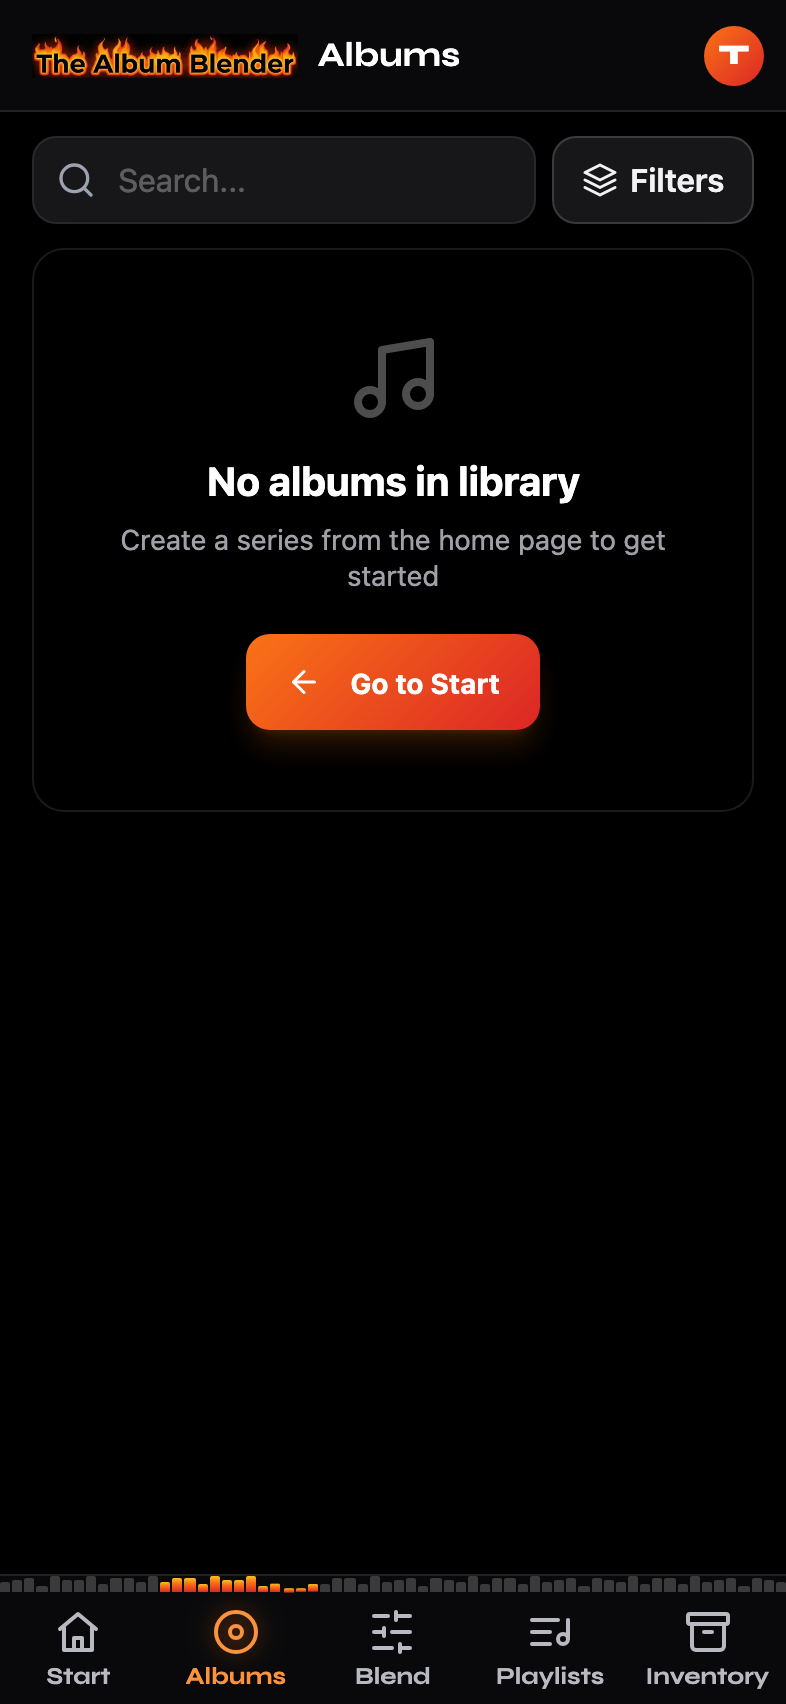 The Album Blender
Albums
T
Search...
Filters
No albums in library
Create a series from the home page to get
started
Go to Start
Start
Albums
Blend
Playlists
Inventory